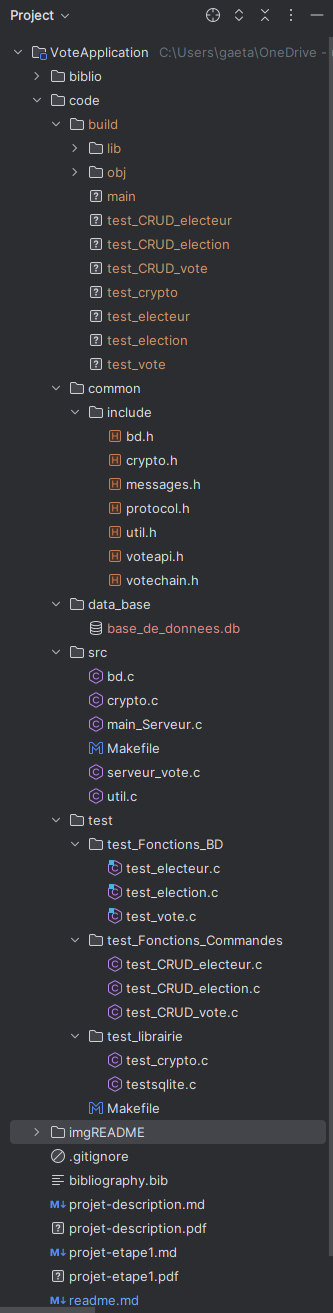 Project
VoteApplication C:\Users\gaeta\OneDrive -
biblio
code
build
lib
obj
main
test_CRUD_electeur
test_CRUD_election
test_CRUD_vote
test_crypto
test_electeur
test_election
test_vote
common
include
bd.h
crypto.h
messages.h
protocol.h
util.h
voteapi.h
votechain.h
data_base
base_de_donnees.db
src
bd.c
crypto.c
main_Serveur.c
Makefile
serveur_vote.c
util.c
test
test_Fonctions_BD
test_electeur.c
test_election.c
test_vote.c
test_Fonctions_Commandes
test_CRUD_electeur.c
test_CRUD_election.c
test_CRUD_vote.c
test_librairie
test_crypto.c
testsqlite.c
Makefile
imgREADME
.gitignore
bibliography.bib
projet-description.md
projet-description.pdf
projet-etape1.md
projet-etape1.pdf
readme.md